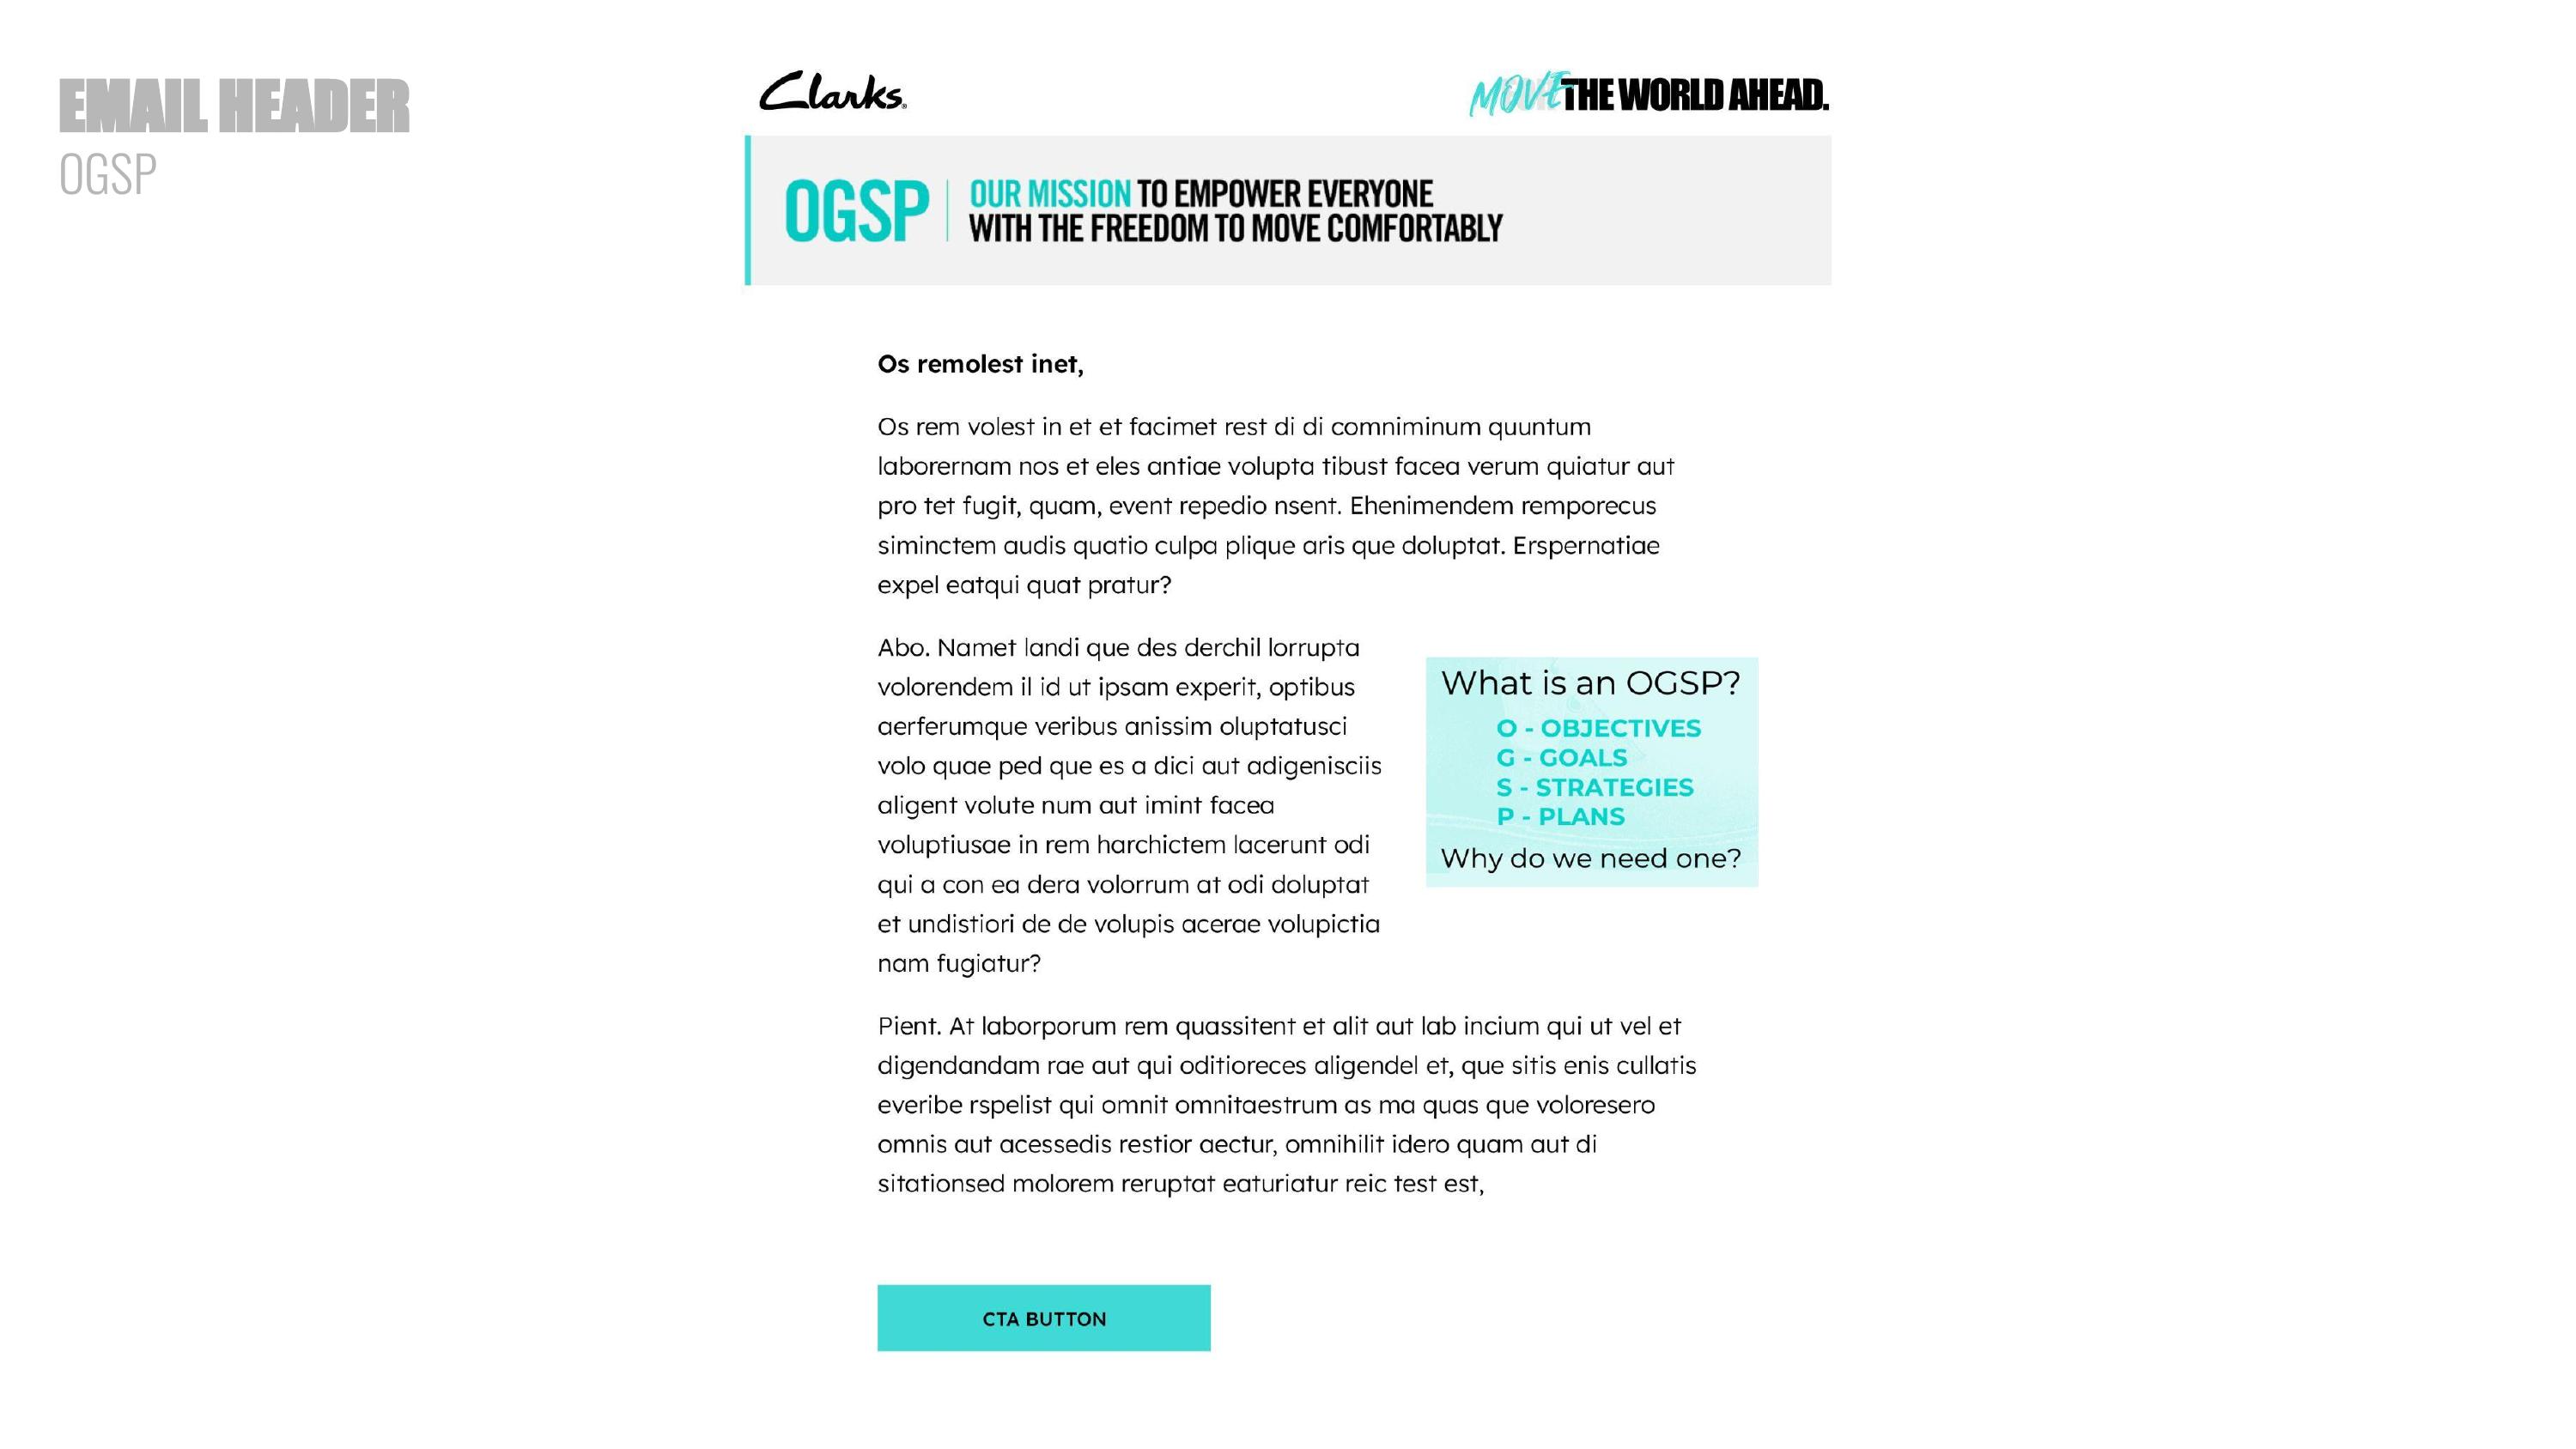 EMAIL HEADER
OGSP
Clarks.
MOVE THE WORLD AHEAD.
OGSP
OUR MISSION TO EMPOWER EVERYONE
WITH THE FREEDOM TO MOVE COMFORTABLY
Os remolest inet,
Os rem volest in et et facimet rest di di comniminum quuntum
laborernam nos et eles antiae volupta tibust facea verum quiatur aut
pro tet fugit, quam, event repedio nsent. Ehenimendem remporecus
siminctem audis quatio culpa plique aris que doluptat. Erspernatiae
expel eatqui quat pratur?
Abo. Namet landi que des derchil lorrupta
volorendem il id ut ipsam experit, optibus
aerferumque veribus anissim oluptatusci
volo quae ped que es a dici aut adigenisciis
aligent volute num aut imint facea
voluptiusae in rem harchictem lacerunt odi
qui a con ea dera volorrum at odi doluptat
et undistiori de de volupis acerae volupictia
nam fugiatur?
What is an OGSP?
O - OBJECTIVES
G - GOALS
S - STRATEGIES
P - PLANS
Why do we need one?
Pient. At laborporum rem quassitent et alit aut lab incium qui ut vel et
digendandam rae aut qui oditioreces aligendel et, que sitis enis cullatis
everibe rspelist qui omnit omnitaestrum as ma quas que voloresero
omnis aut acessedis restior aectur, omnihilit idero quam aut di
sitationsed molorem reruptat eaturiatur reic test est,
CTA BUTTON